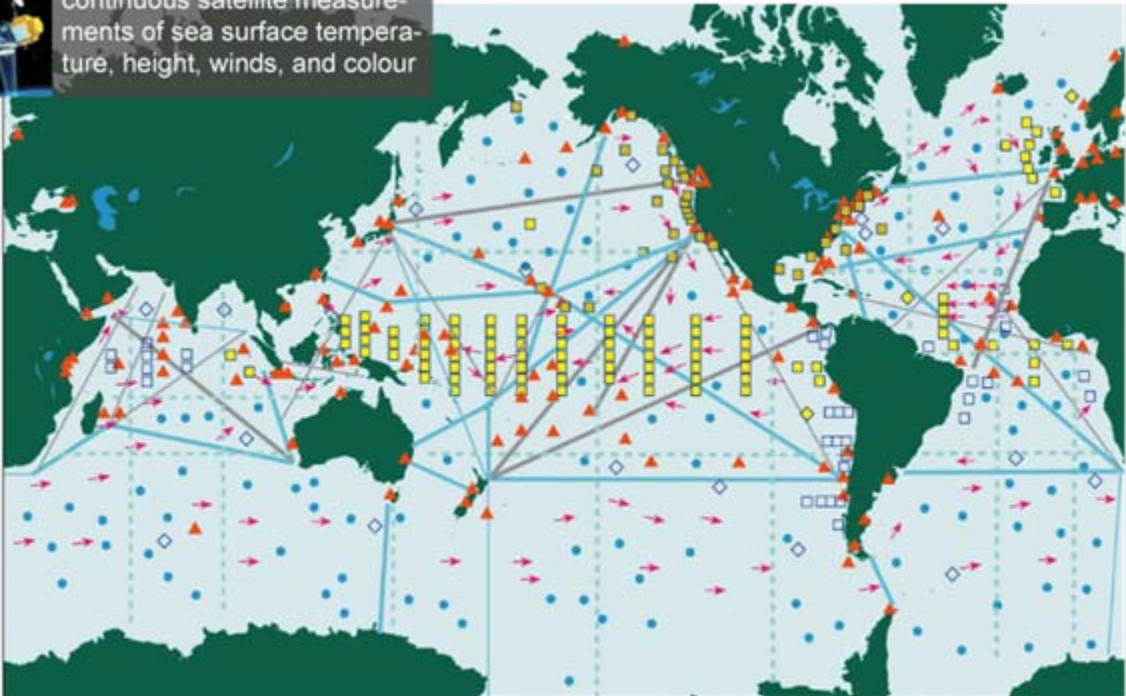 continuous satellite measure-
ments of sea surface tempera-
ture, height, winds, and colour